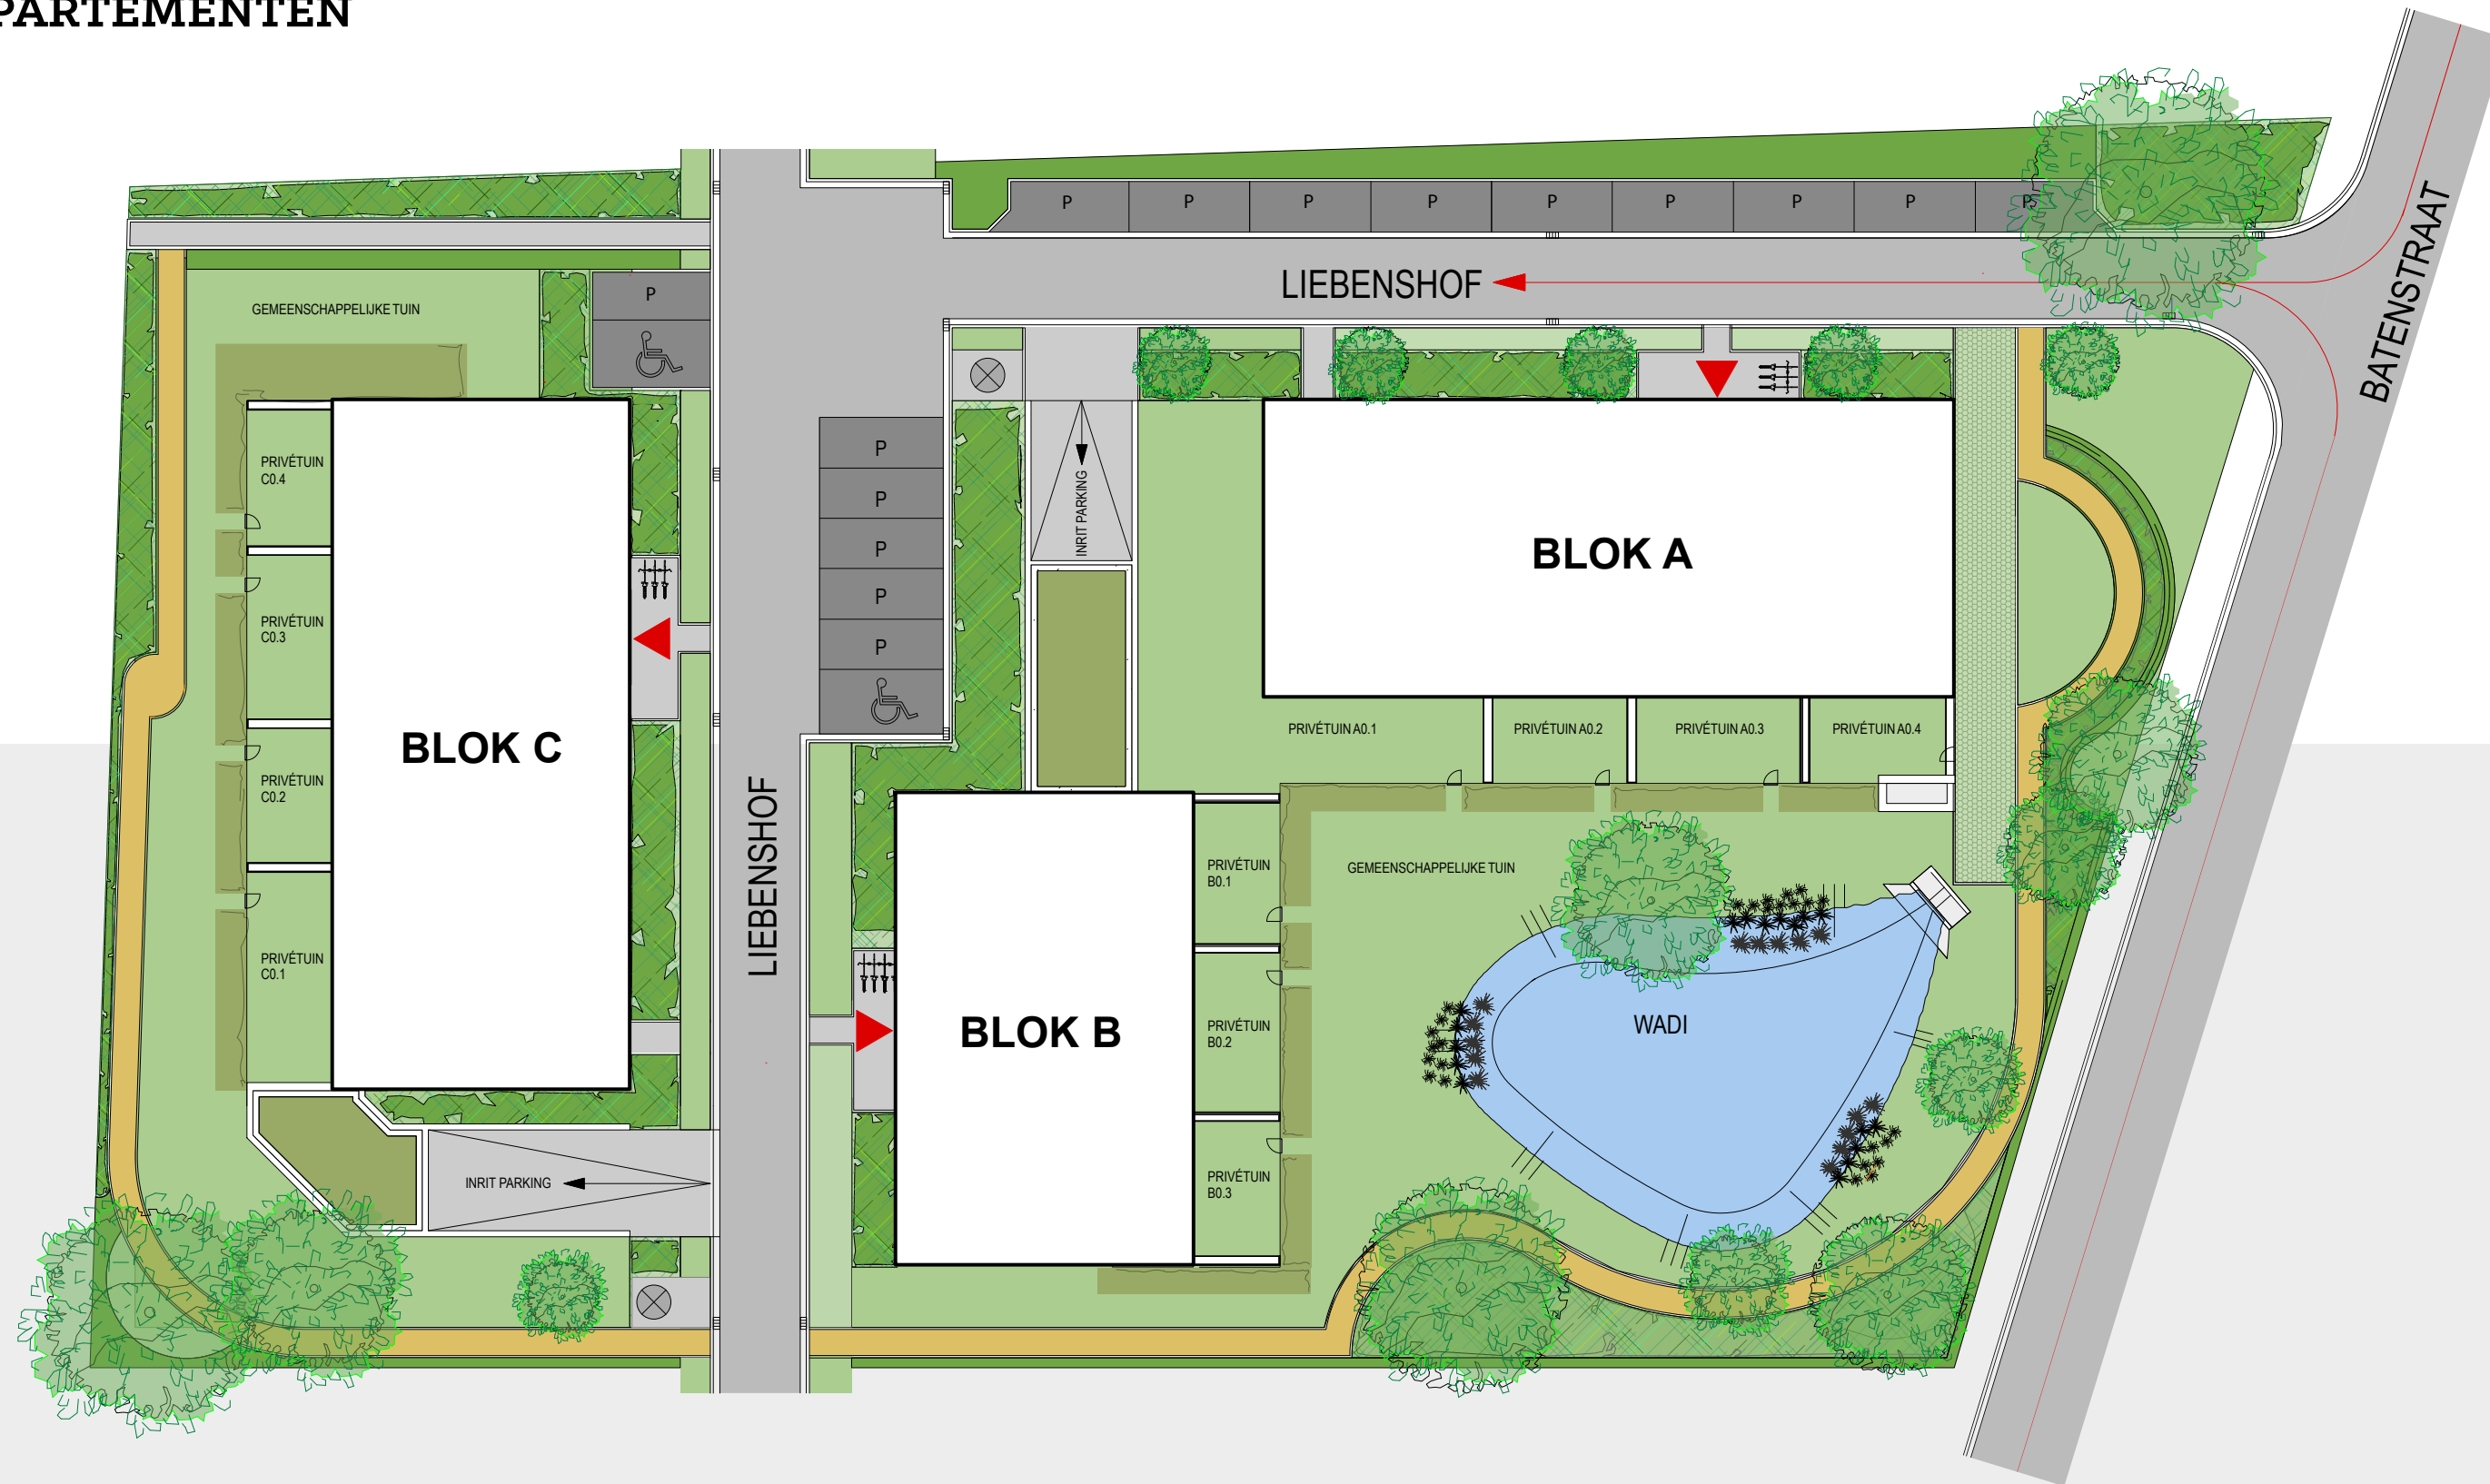 PARTEMENTEN
P
P
P
P
P
P
P
P
P
LIEBENSHOF
BATENSTRAAT
GEMEENSCHAPPELIJKE TUIN
P
PRIVÉTUIN
C0.4
PRIVÉTUIN
C0.3
PRIVÉTUIN
C0.2
PRIVÉTUIN
C0.1
BLOK C
INRIT PARKING
LIEBENSHOF
P
P
P
P
P
INRIT PARKING
BLOK A
PRIVÉTUIN A0.1
PRIVÉTUIN A0.2
PRIVÉTUIN A0.3
PRIVÉTUIN A0.4
BLOK B
PRIVÉTUIN
B0.1
PRIVÉTUIN
B0.2
PRIVÉTUIN
B0.3
GEMEENSCHAPPELIJKE TUIN
WADI